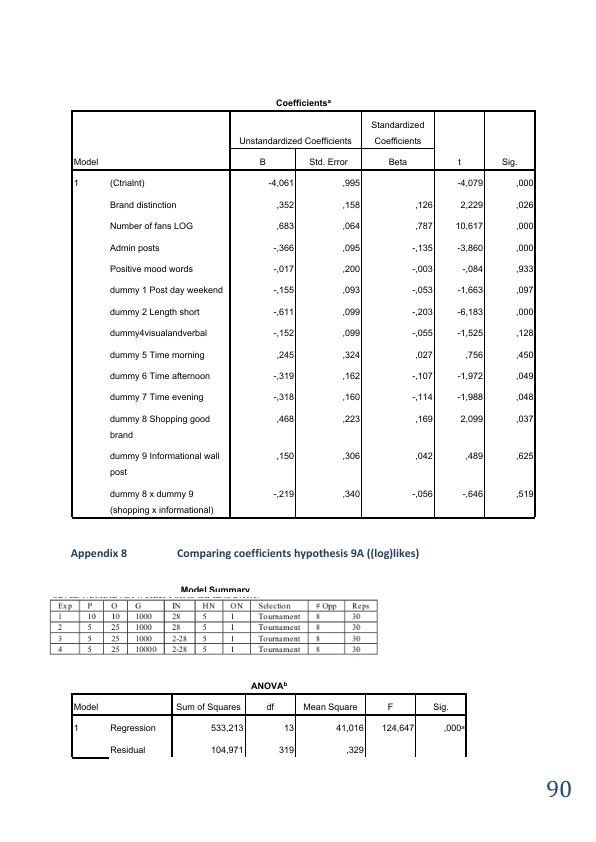 Coefficientsᵃ
Model Unstandardized Coefficients Standardized Coefficients t Sig.
B Std. Error Beta
1 (CtriaInt) -4,061 ,995 -4,079 ,000
Brand distinction ,352 ,158 ,126 2,229 ,026
Number of fans LOG ,683 ,064 ,787 10,617 ,000
Admin posts -,366 ,095 -,135 -3,860 ,000
Positive mood words -,017 ,200 -,003 -,084 ,933
dummy 1 Post day weekend -,155 ,093 -,053 -1,663 ,097
dummy 2 Length short -,611 ,099 -,203 -6,183 ,000
dummy4visualandverbal -,152 ,099 -,055 -1,525 ,128
dummy 5 Time morning ,245 ,324 ,027 ,756 ,450
dummy 6 Time afternoon -,319 ,162 -,107 -1,972 ,049
dummy 7 Time evening -,318 ,160 -,114 -1,988 ,048
dummy 8 Shopping good ,468 ,223 ,169 2,099 ,037
brand
dummy 9 Informational wall ,150 ,306 ,042 ,489 ,625
post
dummy 8 x dummy 9 -,219 ,340 -,056 -,646 ,519
(shopping x informational)
Appendix 8 Comparing coefficients hypothesis 9A ((log)likes)
Model Summary
Exp P O G IN HN ON Selection # Opp Reps
1 10 10 1000 28 5 1 Tournament 8 30
2 5 25 1000 28 5 1 Tournament 8 30
3 5 25 1000 2-28 5 1 Tournament 8 30
4 5 25 10000 2-28 5 1 Tournament 8 30
ANOVAᵇ
Model Sum of Squares df Mean Square F Sig.
1 Regression 533,213 13 41,016 124,647 ,000ᵃ
Residual 104,971 319 ,329
90